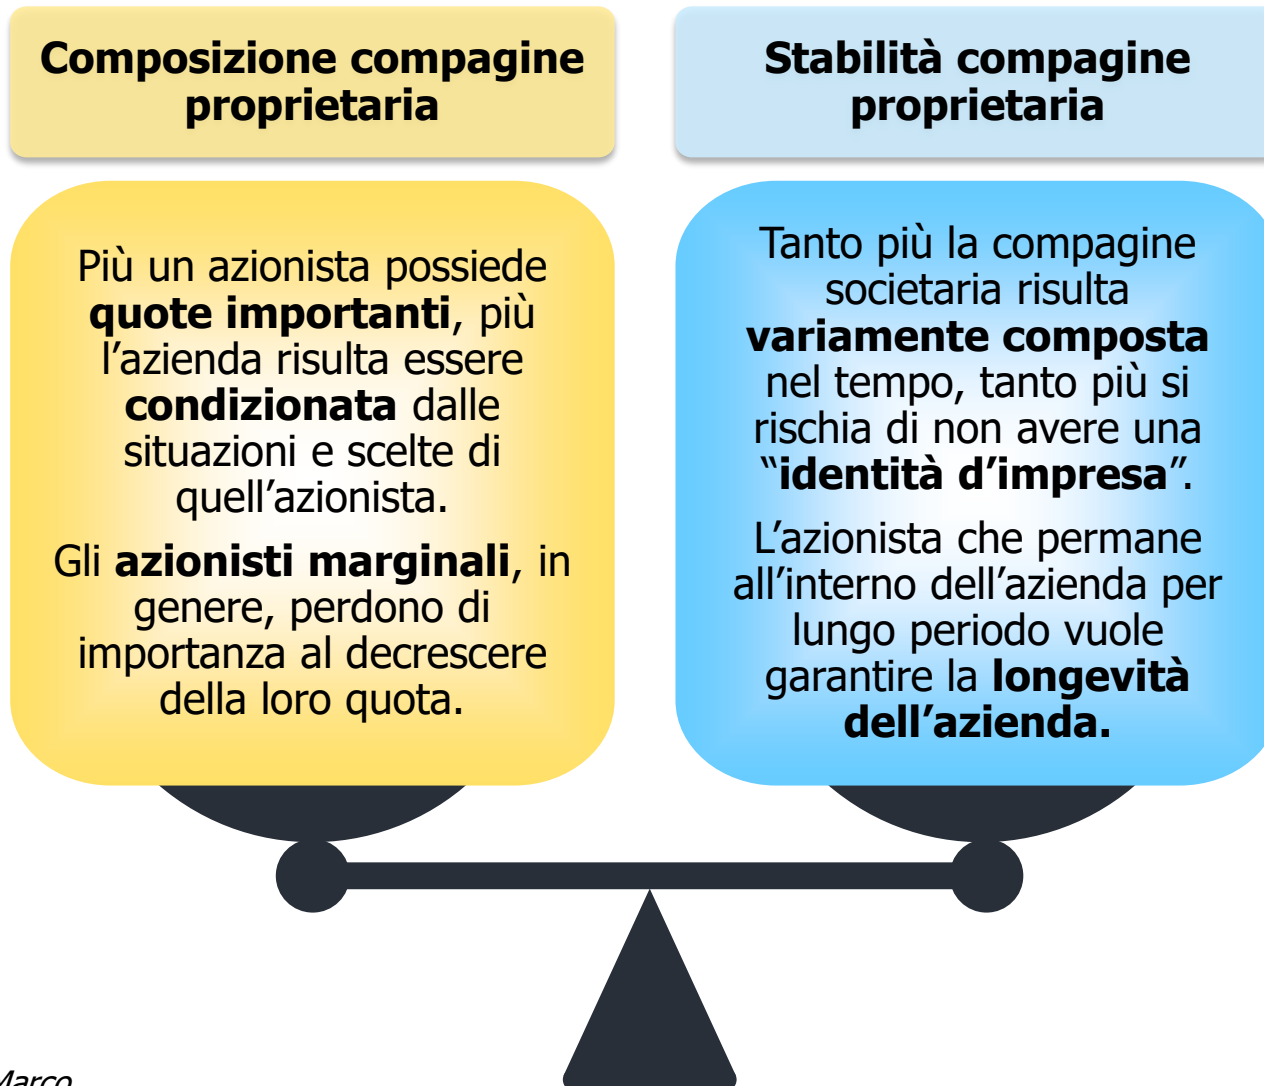 Composizione compagine
proprietaria
Più un azionista possiede
quote importanti, più
l’azienda risulta essere
condizionata dalle
situazioni e scelte di
quell’azionista.
Gli azionisti marginali, in
genere, perdono di
importanza al decrescere
della loro quota.
Stabilità compagine
proprietaria
Tanto più la compagine
societaria risulta
variamente composta
nel tempo, tanto più si
rischia di non avere una
“identità d’impresa”.
L’azionista che permane
all’interno dell’azienda per
lungo periodo vuole
garantire la longevità
dell’azienda.
Marco